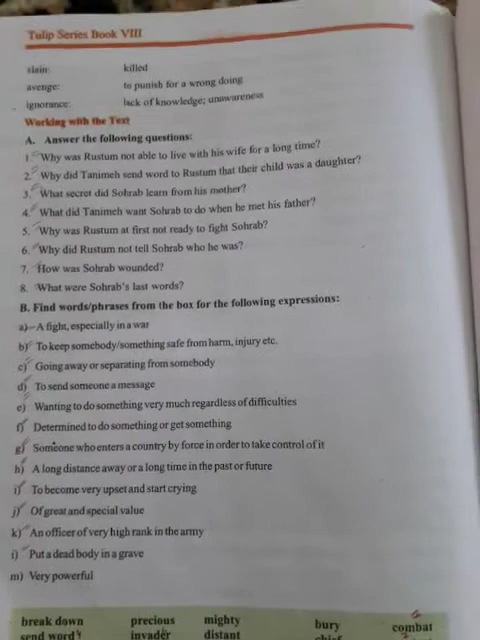 Tulip Series Book VIII
slain: killed
avenge: to punish for a wrong doing
ignorance: lack of knowledge; unawareness
Working with the Text
A. Answer the following questions:
1. Why was Rustum not able to live with his wife for a long time?
2. Why did Tanimeh send word to Rustum that their child was a daughter?
3. What secret did Sohrab learn from his mother?
4. What did Tanimeh want Sohrab to do when he met his father?
5. Why was Rustum at first not ready to fight Sohrab?
6. Why did Rustum not tell Sohrab who he was?
7. How was Sohrab wounded?
8. What were Sohrab's last words?
B. Find words/phrases from the box for the following expressions:
a) A fight, especially in a war
b) To keep somebody/something safe from harm, injury etc.
c) Going away or separating from somebody
d) To send someone a message
e) Wanting to do something very much regardless of difficulties
f) Determined to do something or get something
g) Someone who enters a country by force in order to take control of it
h) A long distance away or a long time in the past or future
i) To become very upset and start crying
j) Of great and special value
k) An officer of very high rank in the army
i) Put a dead body in a grave
m) Very powerful
break down precious mighty bury combat
send word invader distant chief